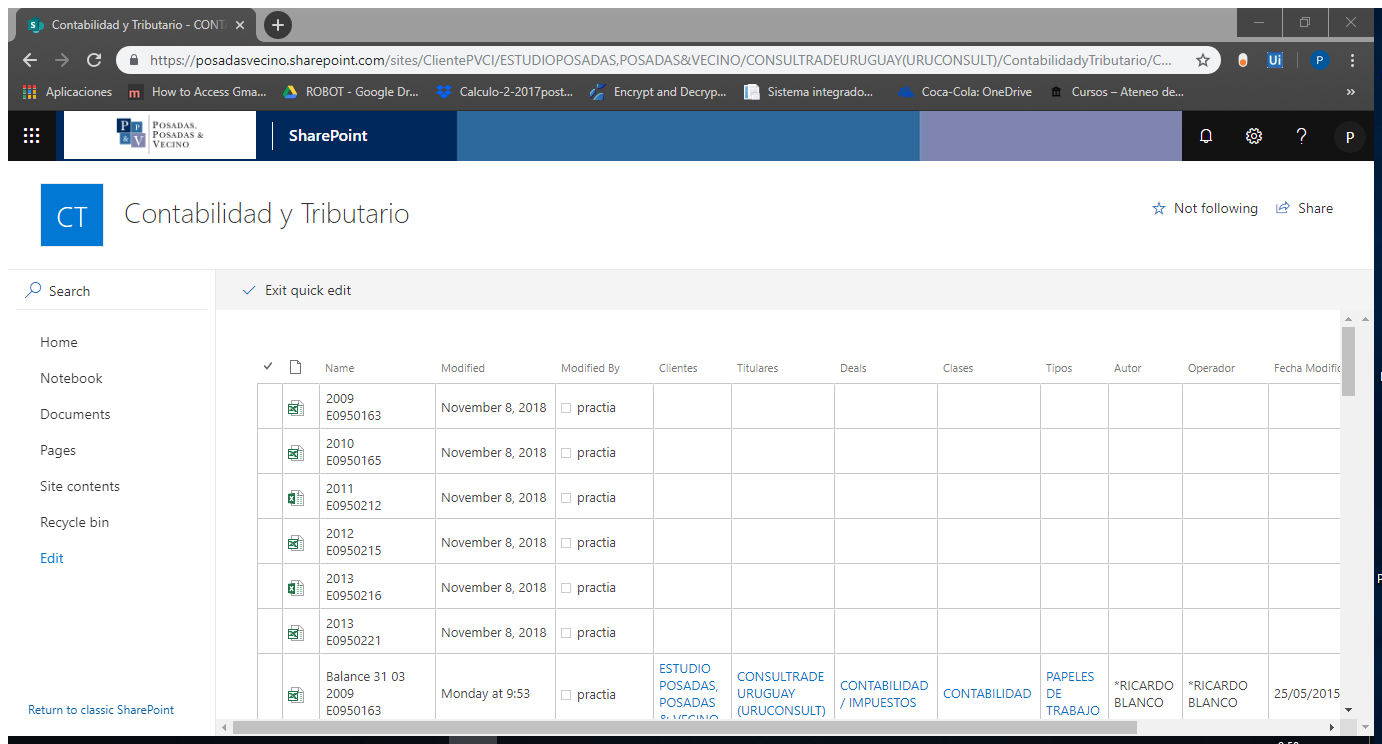 Contabilidad y Tributario - CONT
https://posadasvecino.sharepoint.com/sites/ClientePVCI/ESTUDIOPOSADAS,POSADAS&VECINO/CONSULTRADEURUGUAY(URUCONSULT)/ContabilidadyTributario/C...
Ui
P
Aplicaciones
m How to Access Gma...
ROBOT - Google Dr...
Calculo-2-2017post...
Encrypt and Decryp...
Sistema integrado...
Coca-Cola: OneDrive
Cursos – Ateneo de...
»
P P & V
POSADAS,
POSADAS &
VECINO
SharePoint
?
P
CT
Contabilidad y Tributario
Not following
Share
Search
Exit quick edit
Home
Notebook
Documents
Pages
Site contents
Recycle bin
Edit
Return to classic SharePoint
Name Modified Modified By Clientes Titulares Deals Clases Tipos Autor Operador Fecha Modific
2009
E0950163
November 8, 2018 practia
2010
E0950165
November 8, 2018 practia
2011
E0950212
November 8, 2018 practia
2012
E0950215
November 8, 2018 practia
2013
E0950216
November 8, 2018 practia
2013
E0950221
November 8, 2018 practia
Balance 31 03
2009
E0950163
Monday at 9:53
practia
ESTUDIO
POSADAS,
POSADAS
& VECINO
CONSULTRADE
URUGUAY
(URUCONSULT)
CONTABILIDAD
/ IMPUESTOS
CONTABILIDAD
PAPELES
DE
TRABAJO
*RICARDO
BLANCO
*RICARDO
BLANCO
25/05/2015